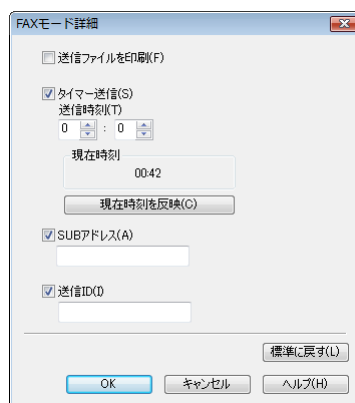 FAXモード詳細
送信ファイルを印刷(F)
タイマー送信(S)
送信時刻(T)
0 : 0
現在時刻
00:42
現在時刻を反映(C)
SUBアドレス(A)
送信ID(I)
標準に戻す(L)
OK キャンセル ヘルプ(H)